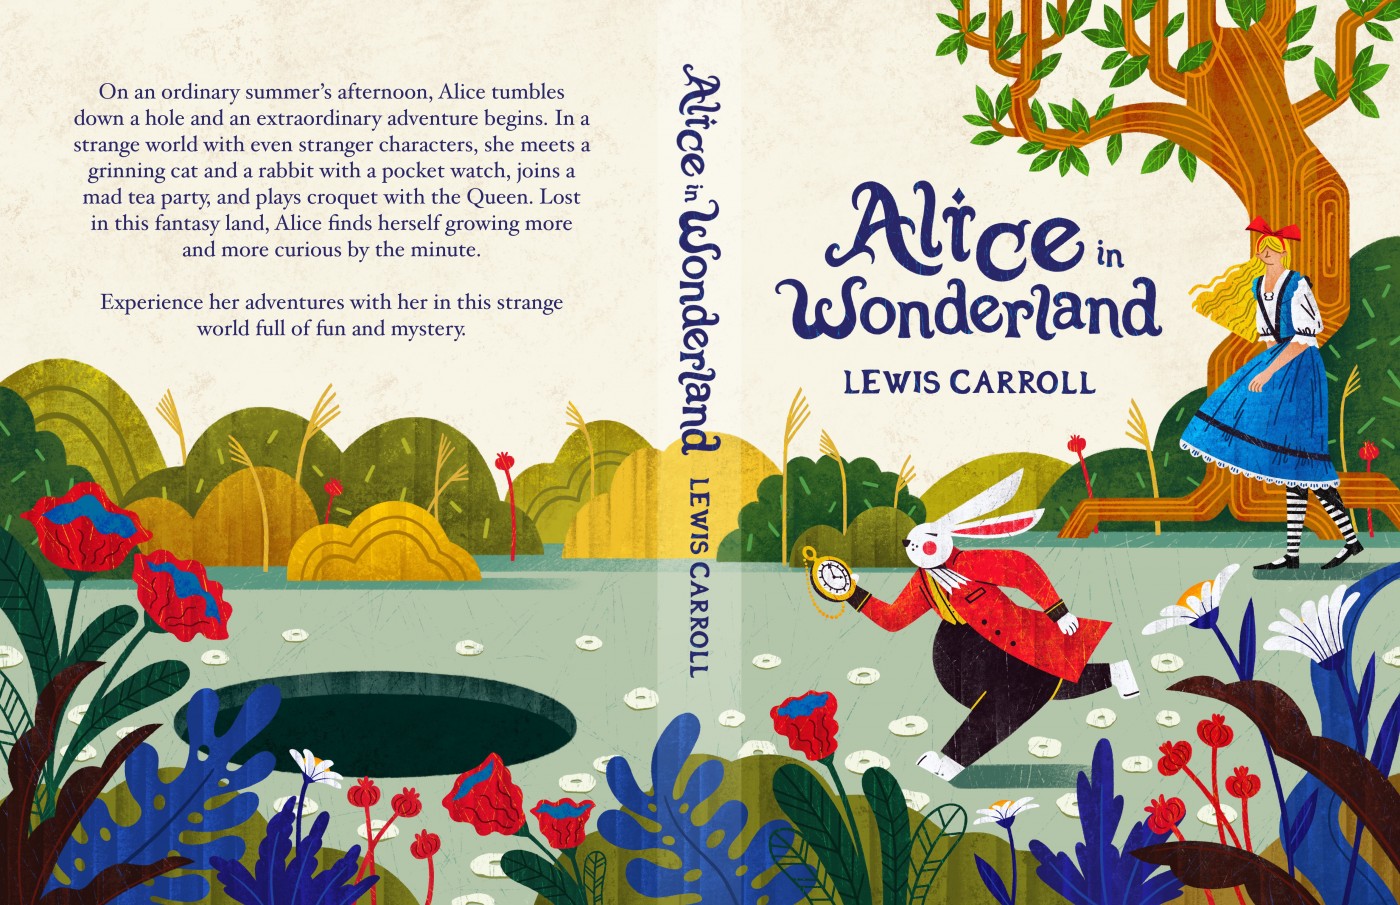 On an ordinary summer's afternoon, Alice tumbles
down a hole and an extraordinary adventure begins. In a
strange world with even stranger characters, she meets a
grinning cat and a rabbit with a pocket watch, joins a
mad tea party, and plays croquet with the Queen. Lost
in this fantasy land, Alice finds herself growing more
and more curious by the minute.
Experience her adventures with her in this strange
world full of fun and mystery.
Alice in Wonderland LEWIS CARROLL
Alice in
Wonderland
LEWIS CARROLL